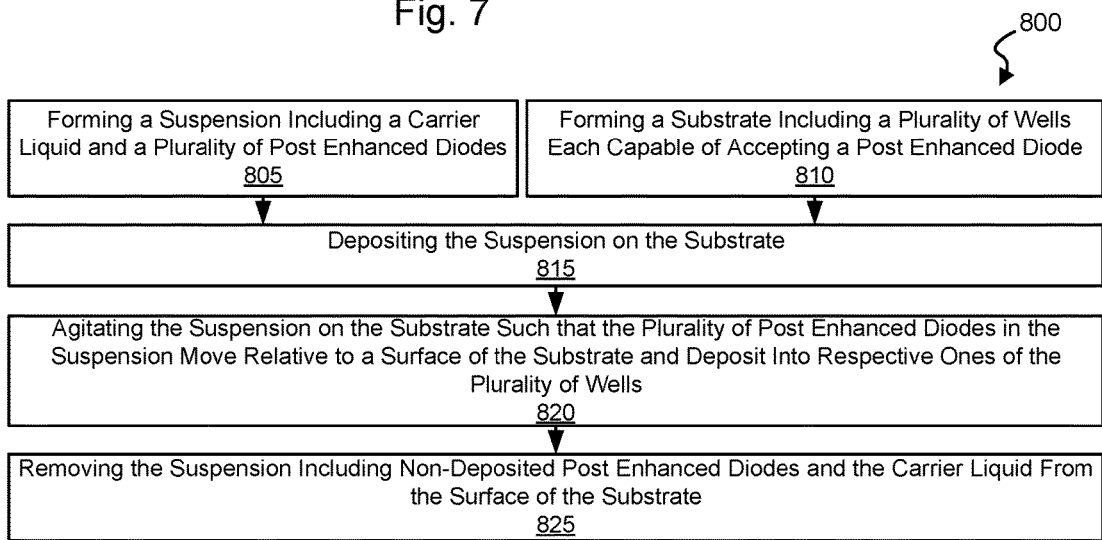 Fig. 7
800
Forming a Suspension Including a Carrier
Liquid and a Plurality of Post Enhanced Diodes
805
Forming a Substrate Including a Plurality of Wells
Each Capable of Accepting a Post Enhanced Diode
810
Depositing the Suspension on the Substrate
815
Agitating the Suspension on the Substrate Such that the Plurality of Post Enhanced Diodes in the
Suspension Move Relative to a Surface of the Substrate and Deposit Into Respective Ones of the
Plurality of Wells
820
Removing the Suspension Including Non-Deposited Post Enhanced Diodes and the Carrier Liquid From
the Surface of the Substrate
825